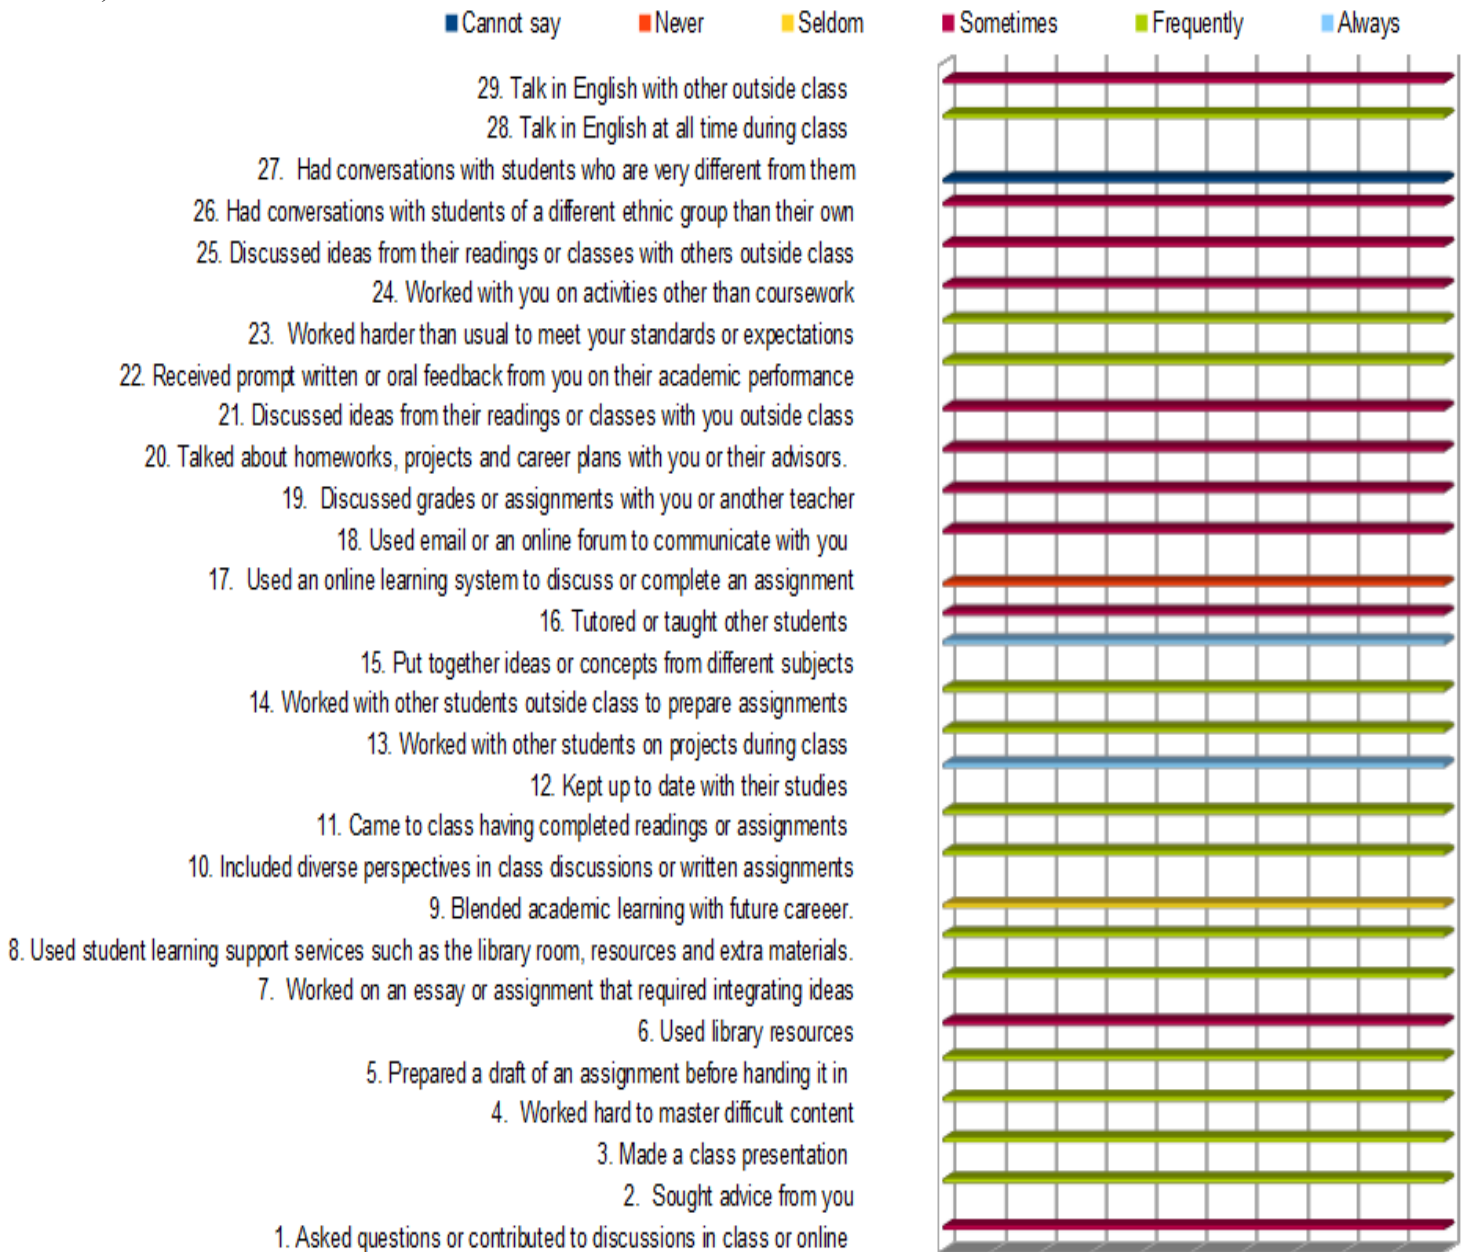 Cannot say Never Seldom Sometimes Frequently Always
29. Talk in English with other outside class
28. Talk in English at all time during class
27. Had conversations with students who are very different from them
26. Had conversations with students of a different ethnic group than their own
25. Discussed ideas from their readings or classes with others outside class
24. Worked with you on activities other than coursework
23. Worked harder than usual to meet your standards or expectations
22. Received prompt written or oral feedback from you on their academic performance
21. Discussed ideas from their readings or classes with you outside class
20. Talked about homeworks, projects and career plans with you or their advisors.
19. Discussed grades or assignments with you or another teacher
18. Used email or an online forum to communicate with you
17. Used an online learning system to discuss or complete an assignment
16. Tutored or taught other students
15. Put together ideas or concepts from different subjects
14. Worked with other students outside class to prepare assignments
13. Worked with other students on projects during class
12. Kept up to date with their studies
11. Came to class having completed readings or assignments
10. Included diverse perspectives in class discussions or written assignments
9. Blended academic learning with future careeer.
8. Used student learning support services such as the library room, resources and extra materials.
7. Worked on an essay or assignment that required integrating ideas
6. Used library resources
5. Prepared a draft of an assignment before handing it in
4. Worked hard to master difficult content
3. Made a class presentation
2. Sought advice from you
1. Asked questions or contributed to discussions in class or online